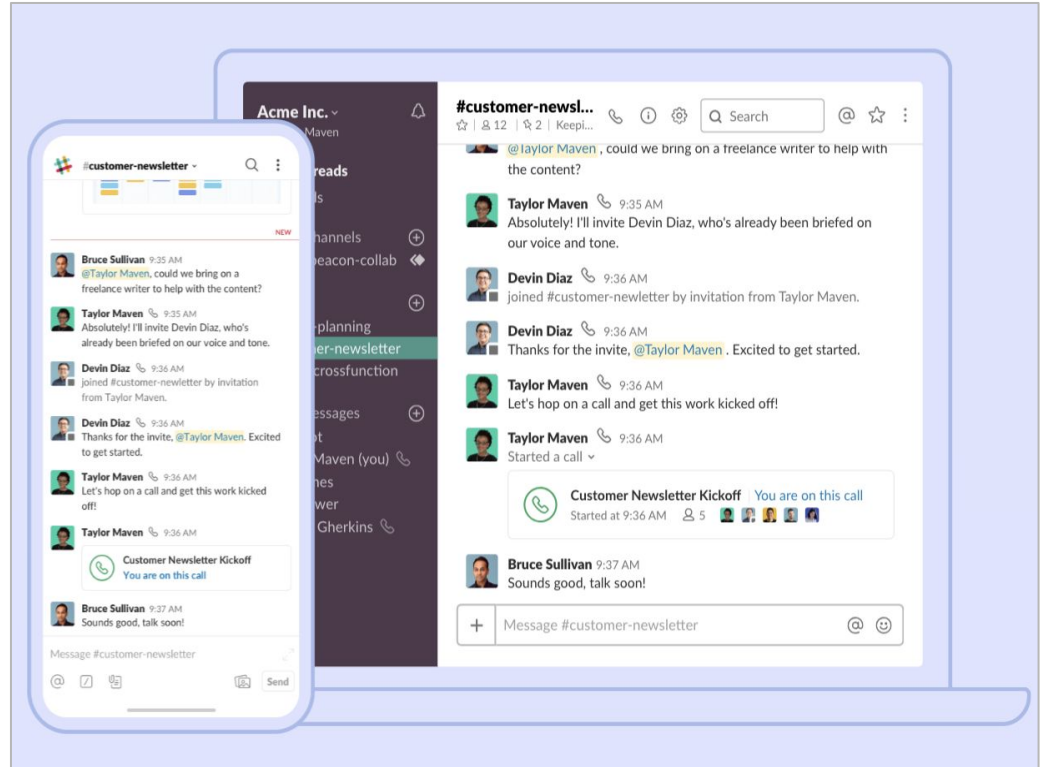 #customer-newsletter
NEW
Bruce Sullivan 9:35 AM
@Taylor Maven, could we bring on a
freelance writer to help with the content?
Taylor Maven 9:35 AM
Absolutely! I'll invite Devin Diaz, who's
already been briefed on our voice and tone.
Devin Diaz 9:36 AM
joined #customer-newletter by invitation
from Taylor Maven.
Devin Diaz 9:36 AM
Thanks for the invite, @Taylor Maven. Excited
to get started.
Taylor Maven 9:36 AM
Let's hop on a call and get this work kicked
off!
Taylor Maven 9:36 AM
Customer Newsletter Kickoff
You are on this call
Bruce Sullivan 9:37 AM
Sounds good, talk soon!
Message #customer-newsletter
@
Send
Acme Inc.
Maven
reads
ls
hannels
eacon-collab
-planning
er-newsletter
crossfunction
essages
ot
Maven (you)
nes
wer
Gherkins
#customer-newsl...
12 | 2 | Keepi...
Search
@
@Taylor Maven , could we bring on a freelance writer to help with
the content?
Taylor Maven 9:35 AM
Absolutely! I'll invite Devin Diaz, who's already been briefed on
our voice and tone.
Devin Diaz 9:36 AM
joined #customer-newletter by invitation from Taylor Maven.
Devin Diaz 9:36 AM
Thanks for the invite, @Taylor Maven . Excited to get started.
Taylor Maven 9:36 AM
Let's hop on a call and get this work kicked off!
Taylor Maven 9:36 AM
Started a call
Customer Newsletter Kickoff You are on this call
Started at 9:36 AM 5
Bruce Sullivan 9:37 AM
Sounds good, talk soon!
+ Message #customer-newsletter @